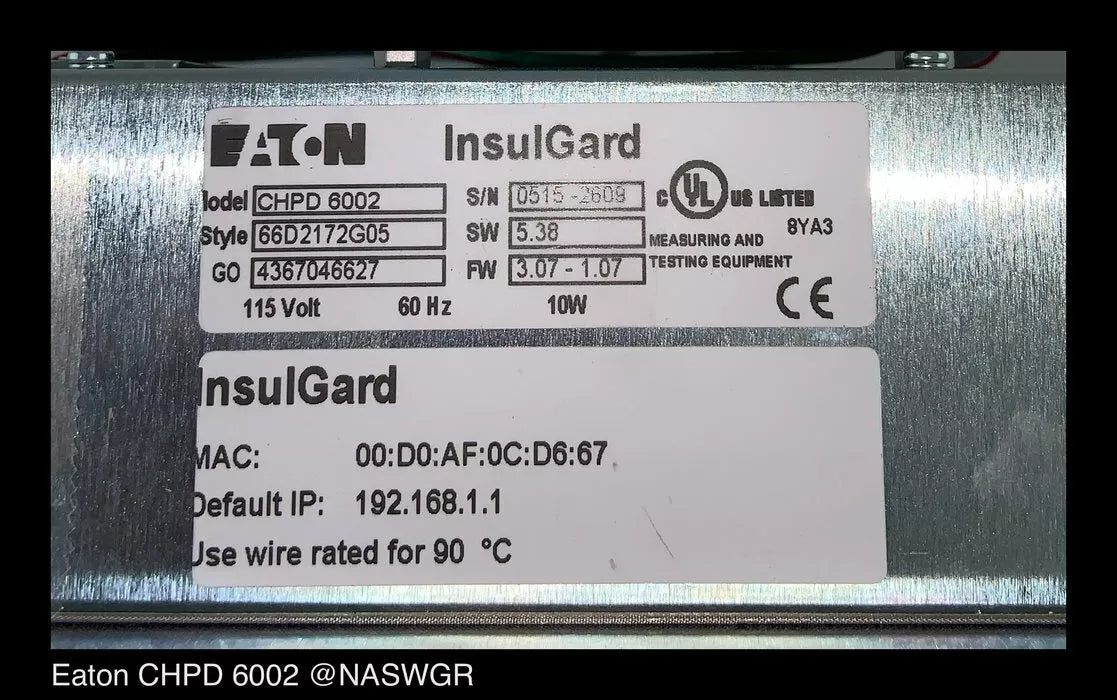 EATON InsulGard
Model CHPD 6002 S/N 0515-2609 C UL US LISTED
Style 66D2172G05 SW 5.38 MEASURING AND 8YA3
GO 4367046627 FW 3.07 - 1.07 TESTING EQUIPMENT
115 Volt 60 Hz 10W CE
InsulGard
MAC: 00:D0:AF:0C:D6:67
Default IP: 192.168.1.1
Use wire rated for 90 °C
Eaton CHPD 6002 @NASWGR